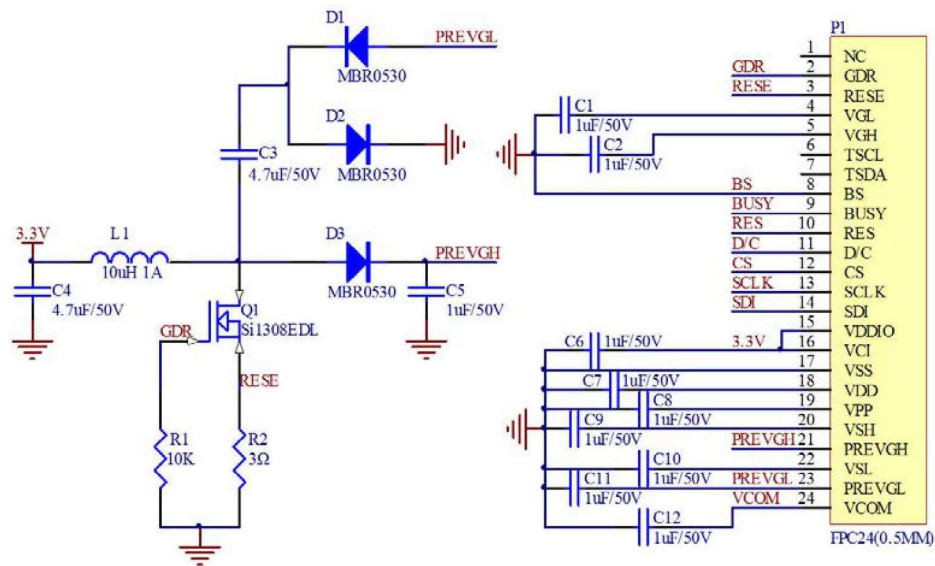 D1
PREVGL
MBR0530
D2
MBR0530
C3
4.7uF/50V
3.3V
L1
10uH 1A
D3
PREVGH
MBR0530
C4
4.7uF/50V
C5
1uF/50V
Q1
Si1308EDL
GDR
RESE
R1
10K
R2
3Ω
P1
1 NC
GDR 2 GDR
RESE 3 RESE
C1 4 VGL
1uF/50V
C2 5 VGH
1uF/50V
6 TSCL
7 TSDA
BS 8 BS
BUSY 9 BUSY
RES 10 RES
D/C 11 D/C
CS 12 CS
SCLK 13 SCLK
SDI 14 SDI
15 VDDIO
C6 1uF/50V 3.3V 16 VCI
17 VSS
C7 1uF/50V 18 VDD
C8 19 VPP
1uF/50V
C9 20 VSH
1uF/50V
PREVGH 21 PREVGH
C10 22 VSL
1uF/50V
C11 PREVGL 23 PREVGL
1uF/50V
VCOM 24 VCOM
C12
1uF/50V
FPC24(0.5MM)